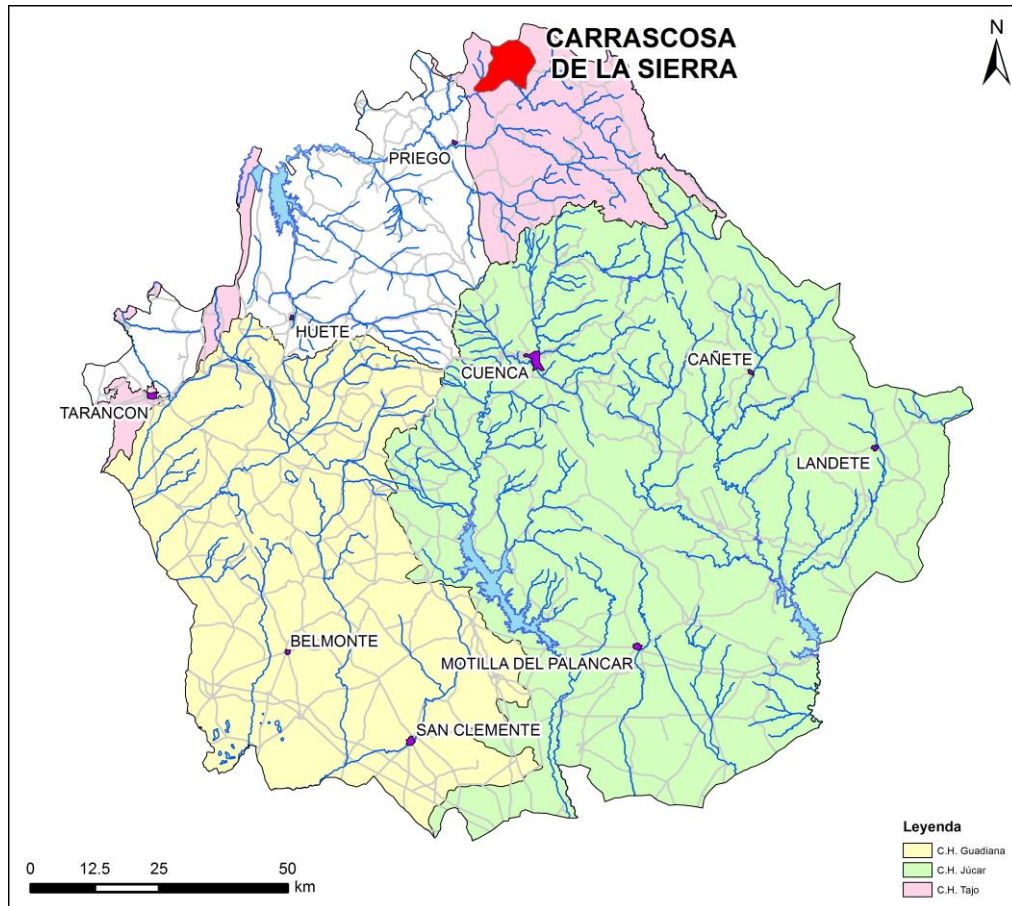 CARRASCOSA
DE LA SIERRA
N
PRIEGO
HUETE
CUENCA
CAÑETE
TARANCON
LANDETE
BELMONTE
MOTILLA DEL PALANCAR
SAN CLEMENTE
Leyenda
C.H. Guadiana
C.H. Júcar
C.H. Tajo
0 12.5 25 50
km